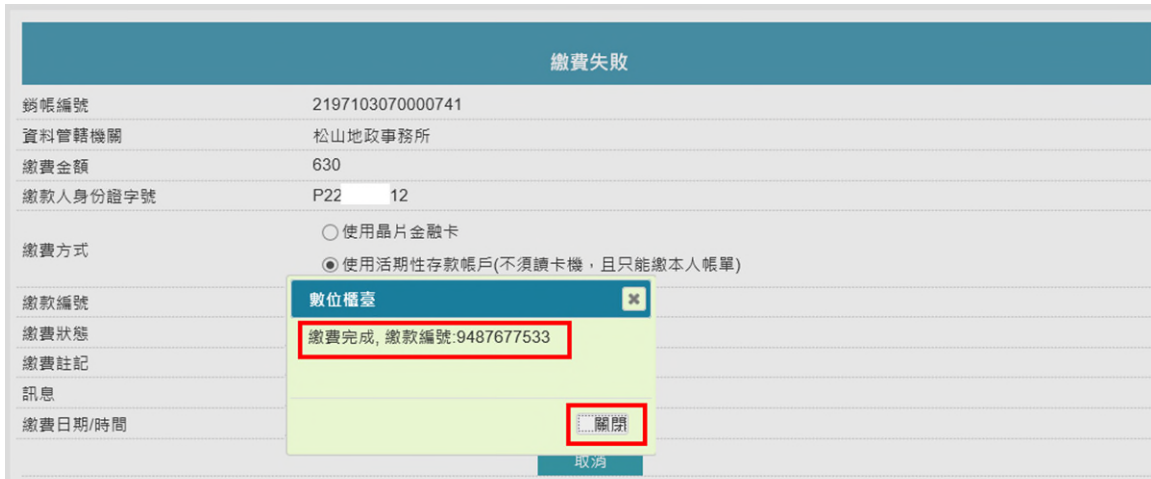 繳費失敗
銷帳編號 2197103070000741
資料管轄機關 松山地政事務所
繳費金額 630
繳款人身份證字號 P22 12
繳費方式
使用晶片金融卡
使用活期性存款帳戶(不須讀卡機，且只能繳本人帳單)
繳款編號
繳費狀態
繳費註記
訊息
繳費日期/時間
數位櫃臺
繳費完成, 繳款編號:9487677533
關閉
取消